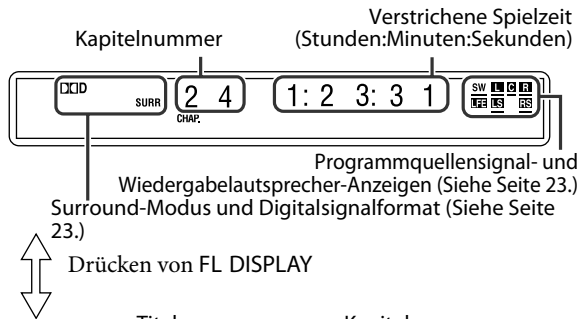 Verstrichene Spielzeit
Kapitelnummer (Stunden:Minuten:Sekunden)
D SW L C R
SURR 2 4 1:2 3:3 1 LFE LS RS
CHAP.
Programmquellensignal- und
Wiedergabelautsprecher-Anzeigen (Siehe Seite 23.)
Surround-Modus und Digitalsignalformat (Siehe Seite
23.)
Drücken von FL DISPLAY